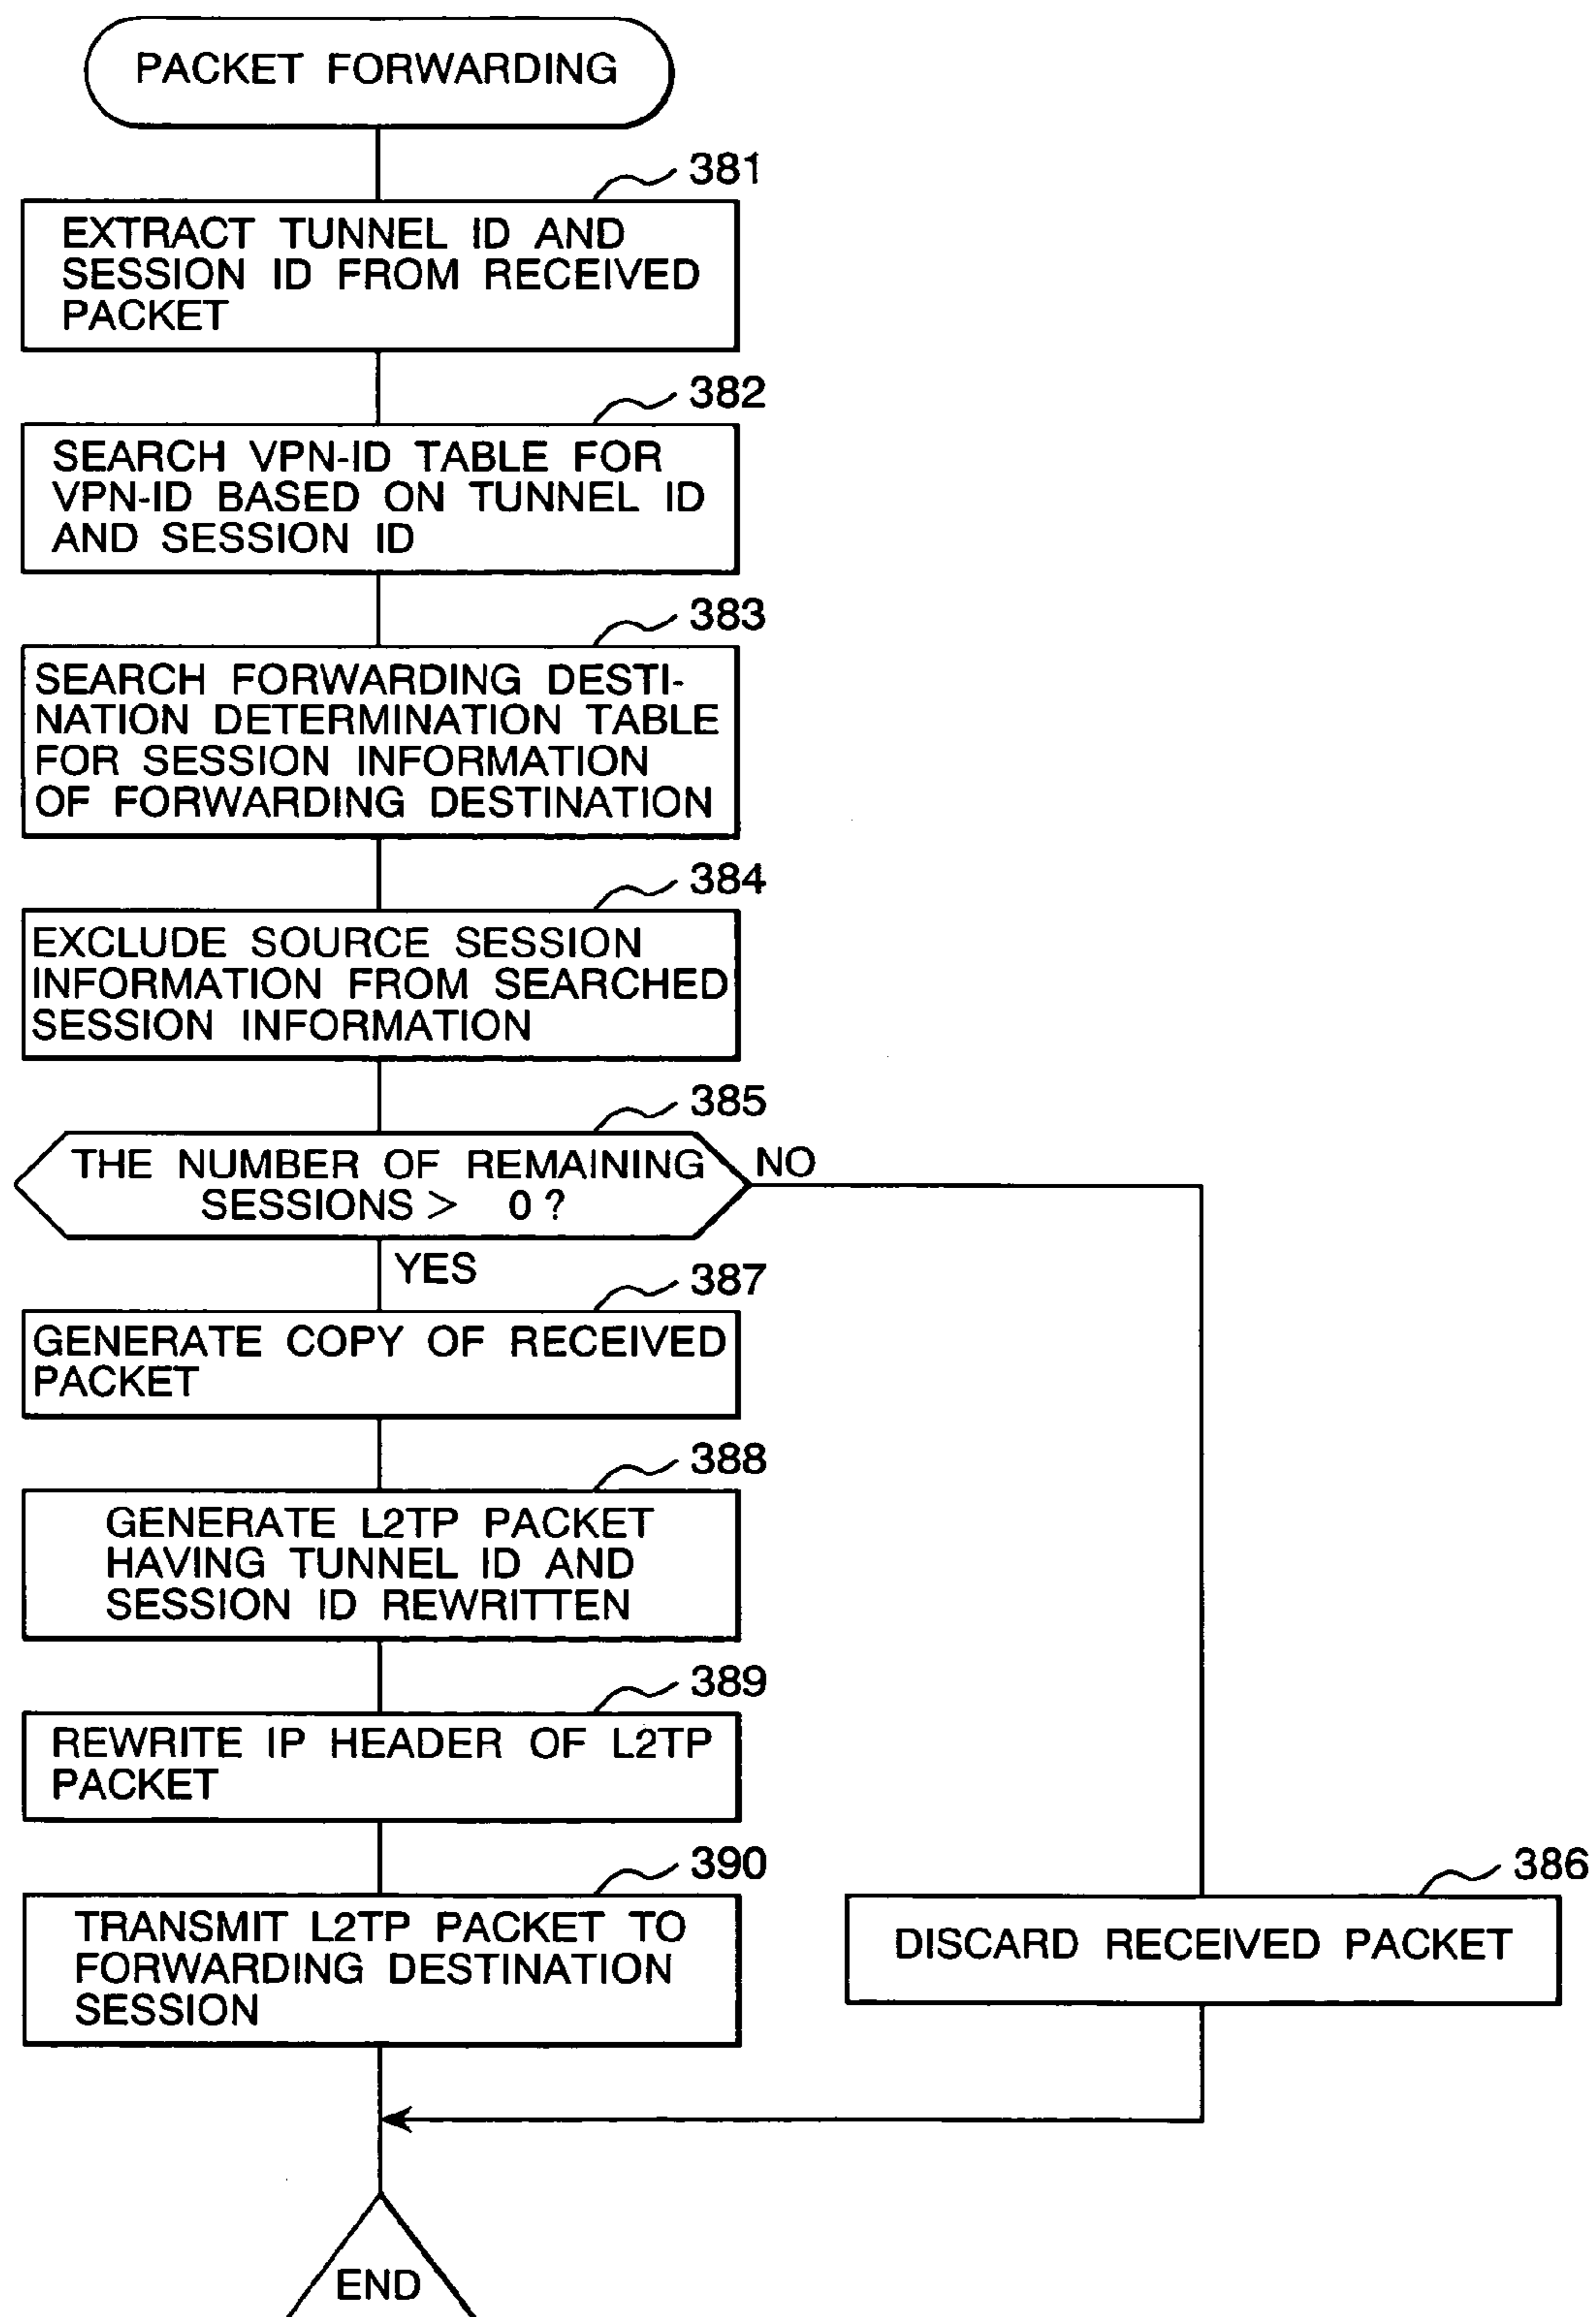 PACKET FORWARDING
381
EXTRACT TUNNEL ID AND
SESSION ID FROM RECEIVED
PACKET
382
SEARCH VPN-ID TABLE FOR
VPN-ID BASED ON TUNNEL ID
AND SESSION ID
383
SEARCH FORWARDING DESTI-
NATION DETERMINATION TABLE
FOR SESSION INFORMATION
OF FORWARDING DESTINATION
384
EXCLUDE SOURCE SESSION
INFORMATION FROM SEARCHED
SESSION INFORMATION
385
THE NUMBER OF REMAINING
SESSIONS > 0 ?
NO
YES
387
GENERATE COPY OF RECEIVED
PACKET
388
GENERATE L2TP PACKET
HAVING TUNNEL ID AND
SESSION ID REWRITTEN
389
REWRITE IP HEADER OF L2TP
PACKET
390
TRANSMIT L2TP PACKET TO
FORWARDING DESTINATION
SESSION
386
DISCARD RECEIVED PACKET
END